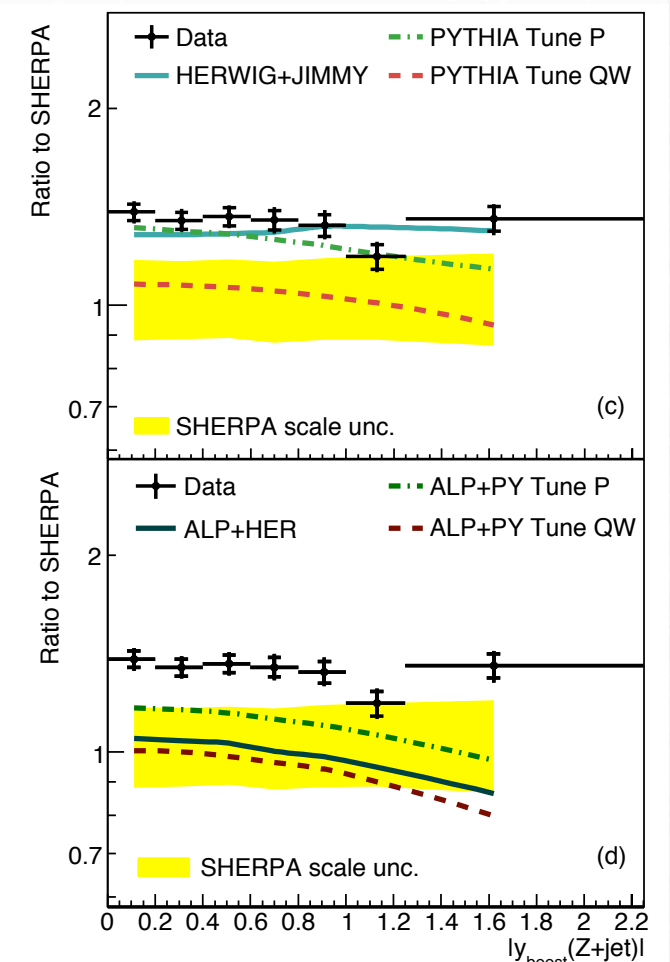 Data
PYTHIA Tune P
HERWIG+JIMMY
PYTHIA Tune QW
Ratio to SHERPA
2
1
0.7
SHERPA scale unc.
(c)
Data
ALP+PY Tune P
ALP+HER
ALP+PY Tune QW
Ratio to SHERPA
2
1
0.7
SHERPA scale unc.
(d)
0 0.2 0.4 0.6 0.8 1 1.2 1.4 1.6 1.8 2 2.2
|y_boost(Z+jet)|